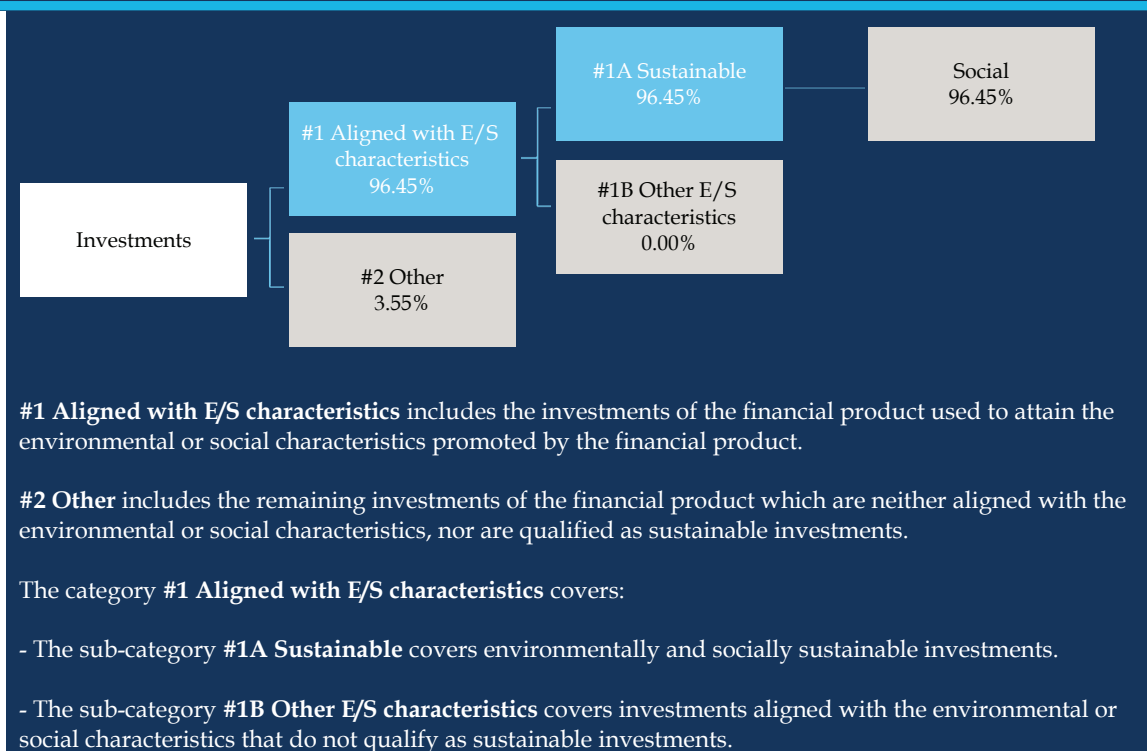 #1A Sustainable
96.45%
Social
96.45%
#1 Aligned with E/S
characteristics
96.45%
#1B Other E/S
characteristics
0.00%
Investments
#2 Other
3.55%
#1 Aligned with E/S characteristics includes the investments of the financial product used to attain the
environmental or social characteristics promoted by the financial product.
#2 Other includes the remaining investments of the financial product which are neither aligned with the
environmental or social characteristics, nor are qualified as sustainable investments.
The category #1 Aligned with E/S characteristics covers:
- The sub-category #1A Sustainable covers environmentally and socially sustainable investments.
- The sub-category #1B Other E/S characteristics covers investments aligned with the environmental or
social characteristics that do not qualify as sustainable investments.